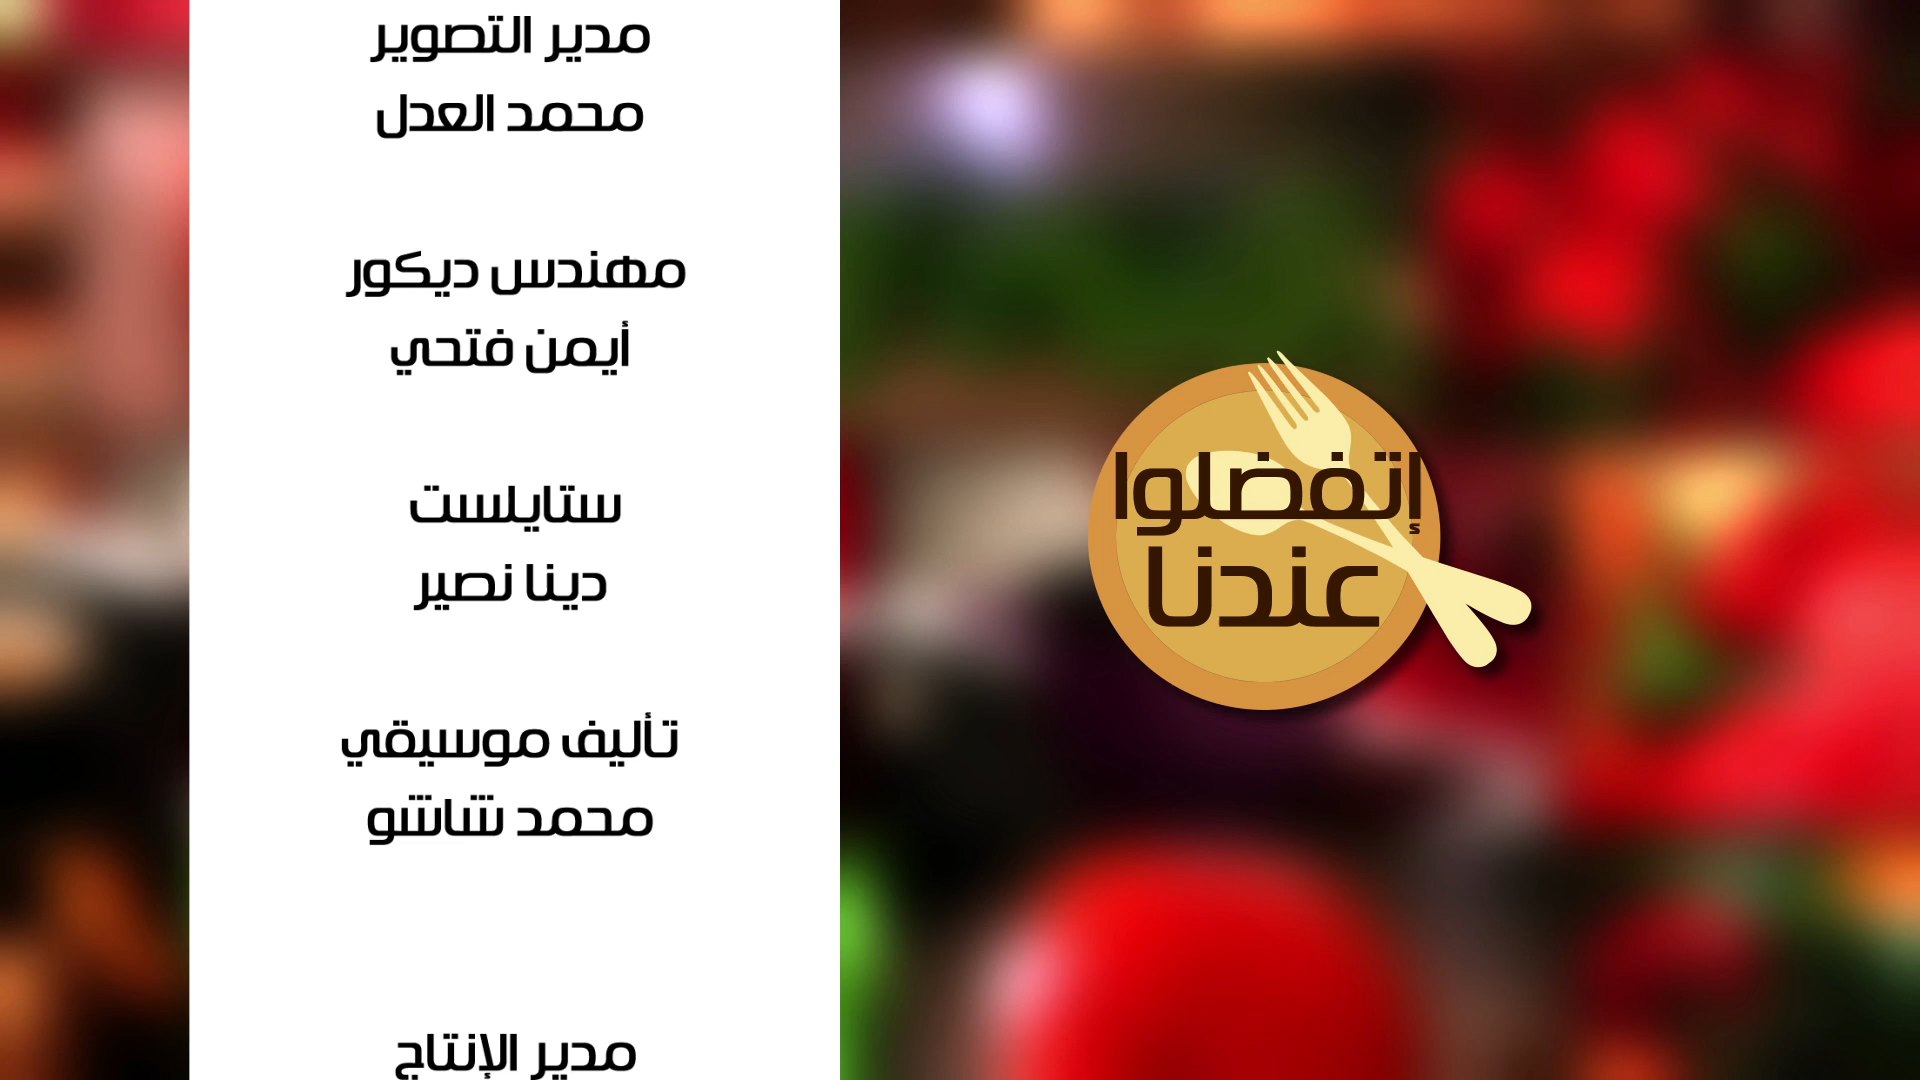 مدير التصوير
محمد العدل
مهندس ديكور
أيمن فتحي
ستايلست
دينا نصير
تأليف موسيقي
محمد شاشو
مدير الإنتاج
إتفضلوا
عندنا